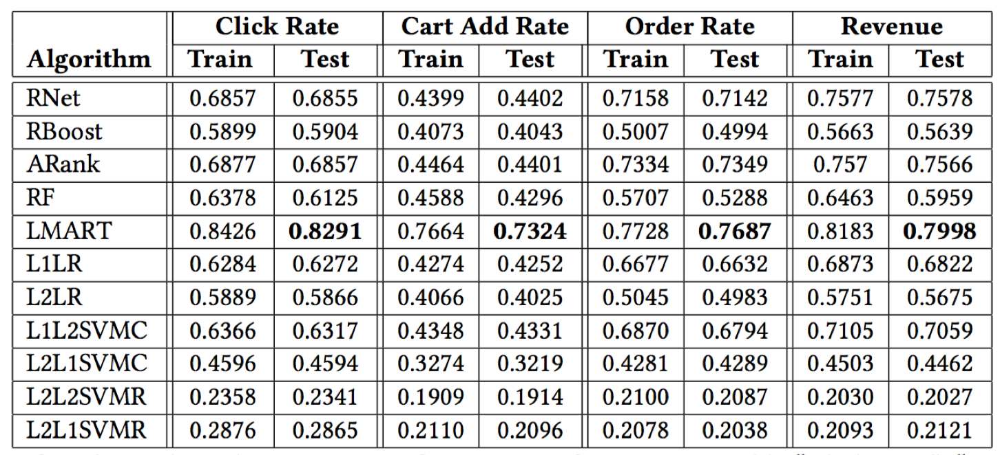 Click Rate Cart Add Rate Order Rate Revenue
Algorithm Train Test Train Test Train Test Train Test
RNet 0.6857 0.6855 0.4399 0.4402 0.7158 0.7142 0.7577 0.7578
RBoost 0.5899 0.5904 0.4073 0.4043 0.5007 0.4994 0.5663 0.5639
ARank 0.6877 0.6857 0.4464 0.4401 0.7334 0.7349 0.757 0.7566
RF 0.6378 0.6125 0.4588 0.4296 0.5707 0.5288 0.6463 0.5959
LMART 0.8426 0.8291 0.7664 0.7324 0.7728 0.7687 0.8183 0.7998
L1LR 0.6284 0.6272 0.4274 0.4252 0.6677 0.6632 0.6873 0.6822
L2LR 0.5889 0.5866 0.4066 0.4025 0.5045 0.4983 0.5751 0.5675
L1L2SVMC 0.6366 0.6317 0.4348 0.4331 0.6870 0.6794 0.7105 0.7059
L2L1SVMC 0.4596 0.4594 0.3274 0.3219 0.4281 0.4289 0.4503 0.4462
L2L2SVMR 0.2358 0.2341 0.1909 0.1914 0.2100 0.2087 0.2030 0.2027
L2L1SVMR 0.2876 0.2865 0.2110 0.2096 0.2078 0.2038 0.2093 0.2121